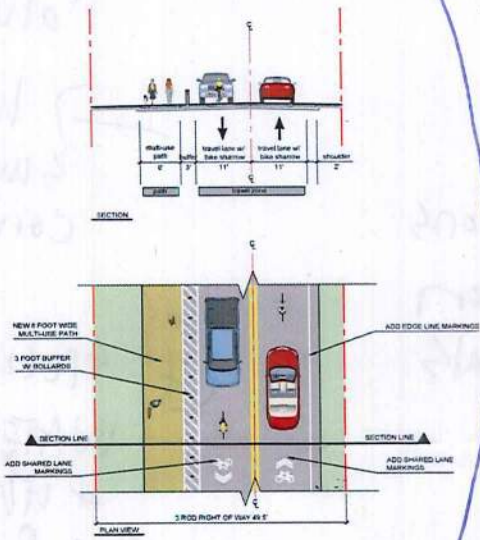 ℄
multi-use path 8'
buffer 3'
travel lane w/ bike sharrow 11'
travel lane w/ bike sharrow 11'
shoulder 2'
path
℄
travel zone
SECTION
℄
NEW 8 FOOT WIDE
MULTI-USE PATH
3 FOOT BUFFER
W/ BOLLARDS
ADD EDGE LINE MARKINGS
SECTION LINE
SECTION LINE
ADD SHARED LANE
MARKINGS
ADD SHARED LANE
MARKINGS
℄
3 ROD RIGHT OF WAY 49.5'
PLAN VIEW